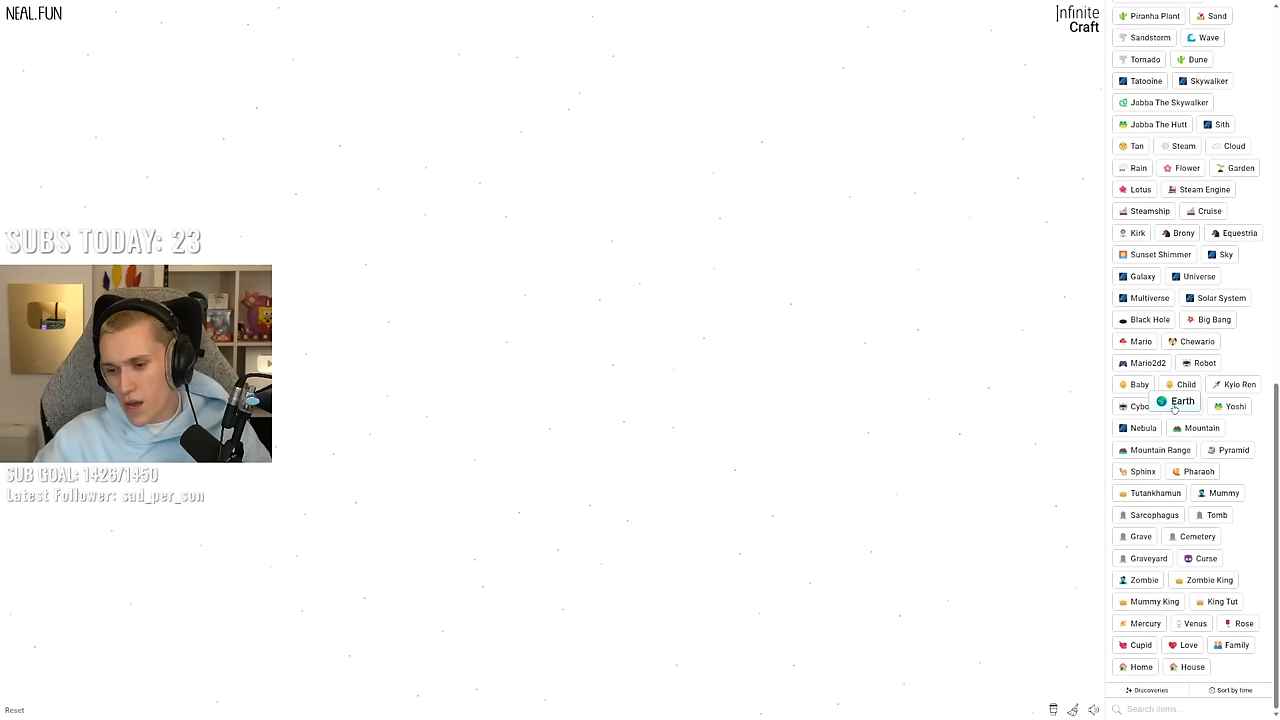 NEAL.FUN
Infinite
Craft
Piranha Plant Sand
Sandstorm Wave
Tornado Dune
Tatooine Skywalker
Jabba The Skywalker
Jabba The Hutt Sith
Tan Steam Cloud
Rain Flower Garden
Lotus Steam Engine
Steamship Cruise
Kirk Brony Equestria
Sunset Shimmer Sky
Galaxy Universe
Multiverse Solar System
Black Hole Big Bang
Mario Chewario
Mario2d2 Robot
Baby Child Kylo Ren
Cybo Earth Yoshi
Nebula Mountain
Mountain Range Pyramid
Sphinx Pharaoh
Tutankhamun Mummy
Sarcophagus Tomb
Grave Cemetery
Graveyard Curse
Zombie Zombie King
Mummy King King Tut
Mercury Venus Rose
Cupid Love Family
Home House
Discoveries Sort by time
Search items...
SUBS TODAY: 23
SUB GOAL: 1426/1450
Latest Follower: sad_per_son
Reset